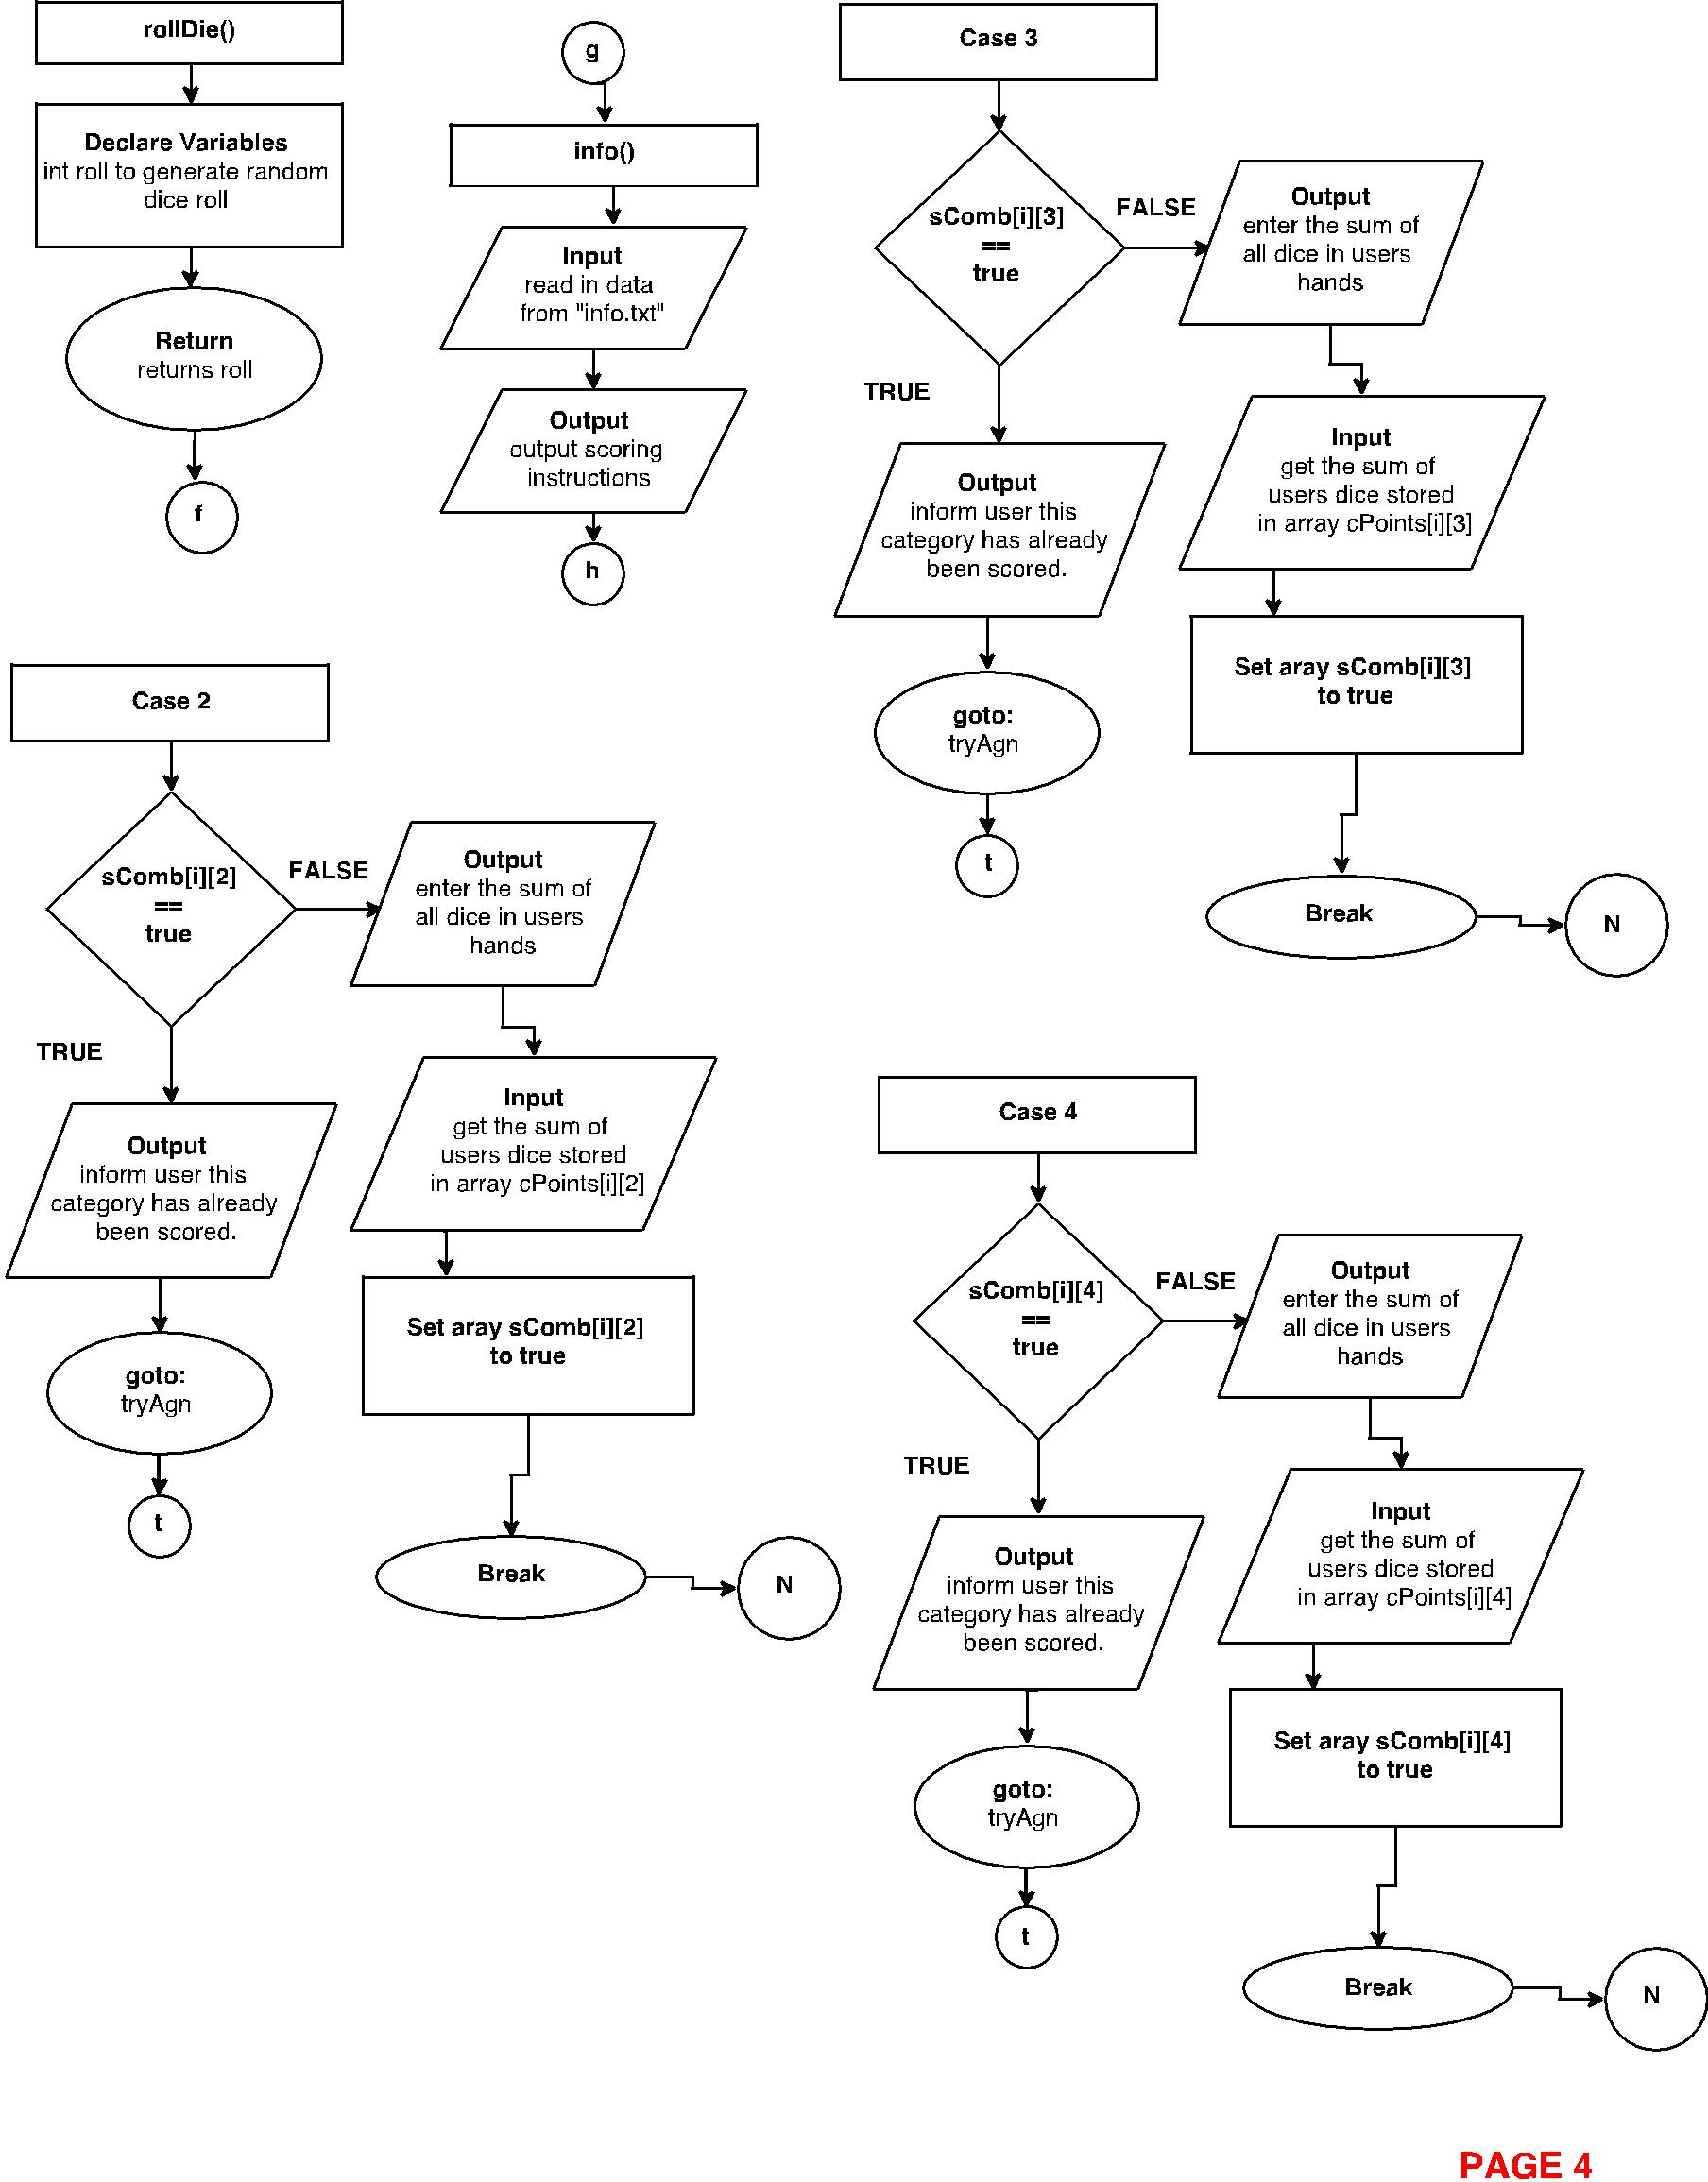 rollDie()
Declare Variables
int roll to generate random
dice roll
Return
returns roll
f
g
info()
Input
read in data
from "info.txt"
Output
output scoring
instructions
h
Case 3
sComb[i][3]
==
true
FALSE
TRUE
Output
enter the sum of
all dice in users
hands
Input
get the sum of
users dice stored
in array cPoints[i][3]
Output
inform user this
category has already
been scored.
Set aray sComb[i][3]
to true
goto:
tryAgn
t
Break
N
Case 2
sComb[i][2]
==
true
FALSE
TRUE
Output
enter the sum of
all dice in users
hands
Input
get the sum of
users dice stored
in array cPoints[i][2]
Output
inform user this
category has already
been scored.
Set aray sComb[i][2]
to true
goto:
tryAgn
t
Break
N
Case 4
sComb[i][4]
==
true
FALSE
TRUE
Output
enter the sum of
all dice in users
hands
Input
get the sum of
users dice stored
in array cPoints[i][4]
Output
inform user this
category has already
been scored.
Set aray sComb[i][4]
to true
goto:
tryAgn
t
Break
N
PAGE 4